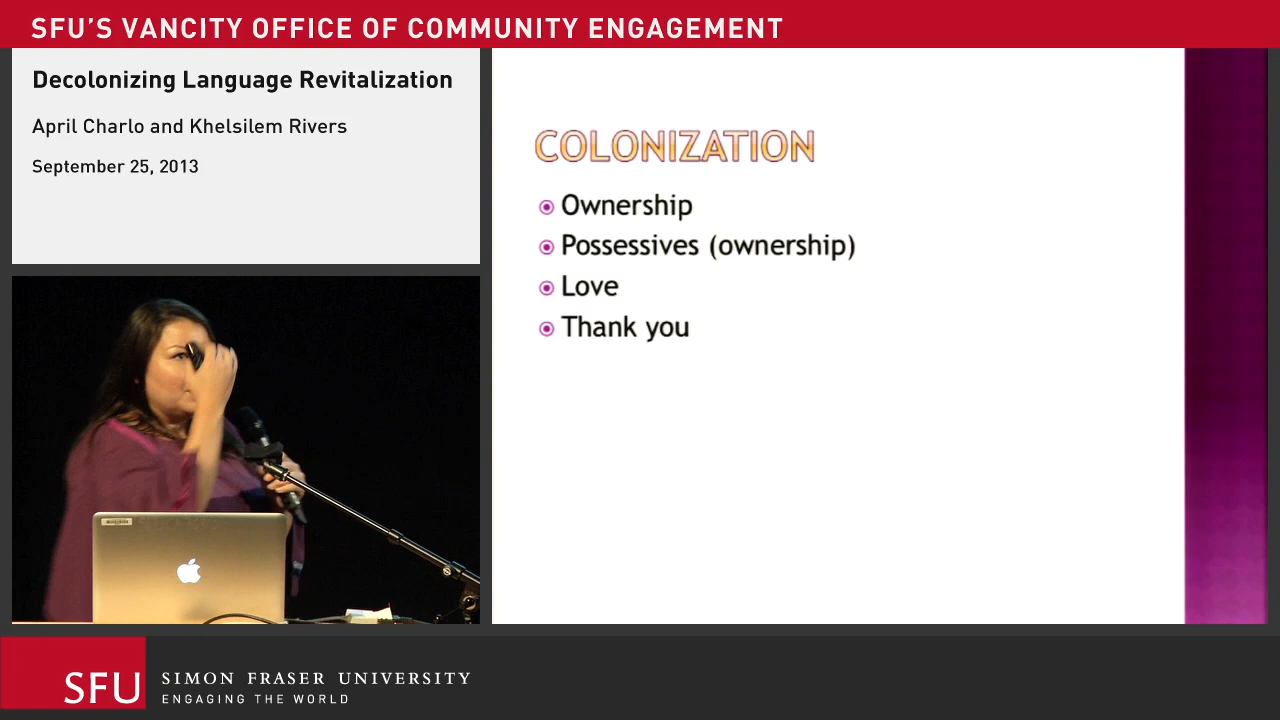 SFU'S VANCITY OFFICE OF COMMUNITY ENGAGEMENT
Decolonizing Language Revitalization
April Charlo and Khelsilem Rivers
September 25, 2013
COLONIZATION
Ownership
Possessives (ownership)
Love
Thank you
SFU
SIMON FRASER UNIVERSITY
ENGAGING THE WORLD